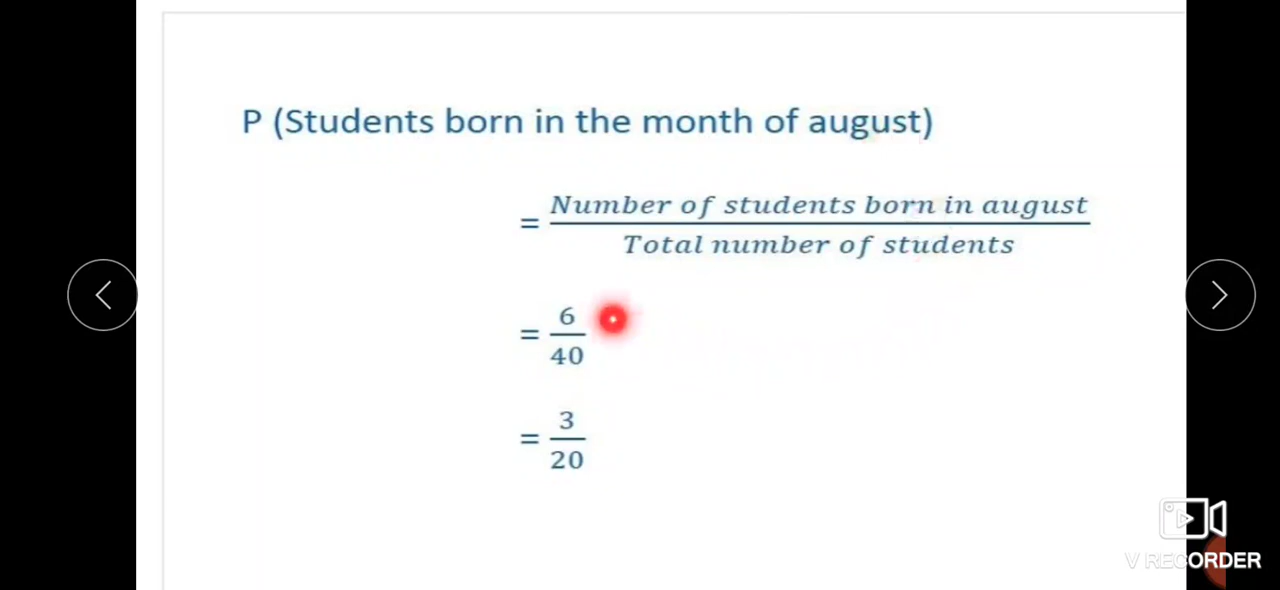 P (Students born in the month of august)
= Number of students born in august / Total number of students
= 6/40
= 3/20
V RECORDER